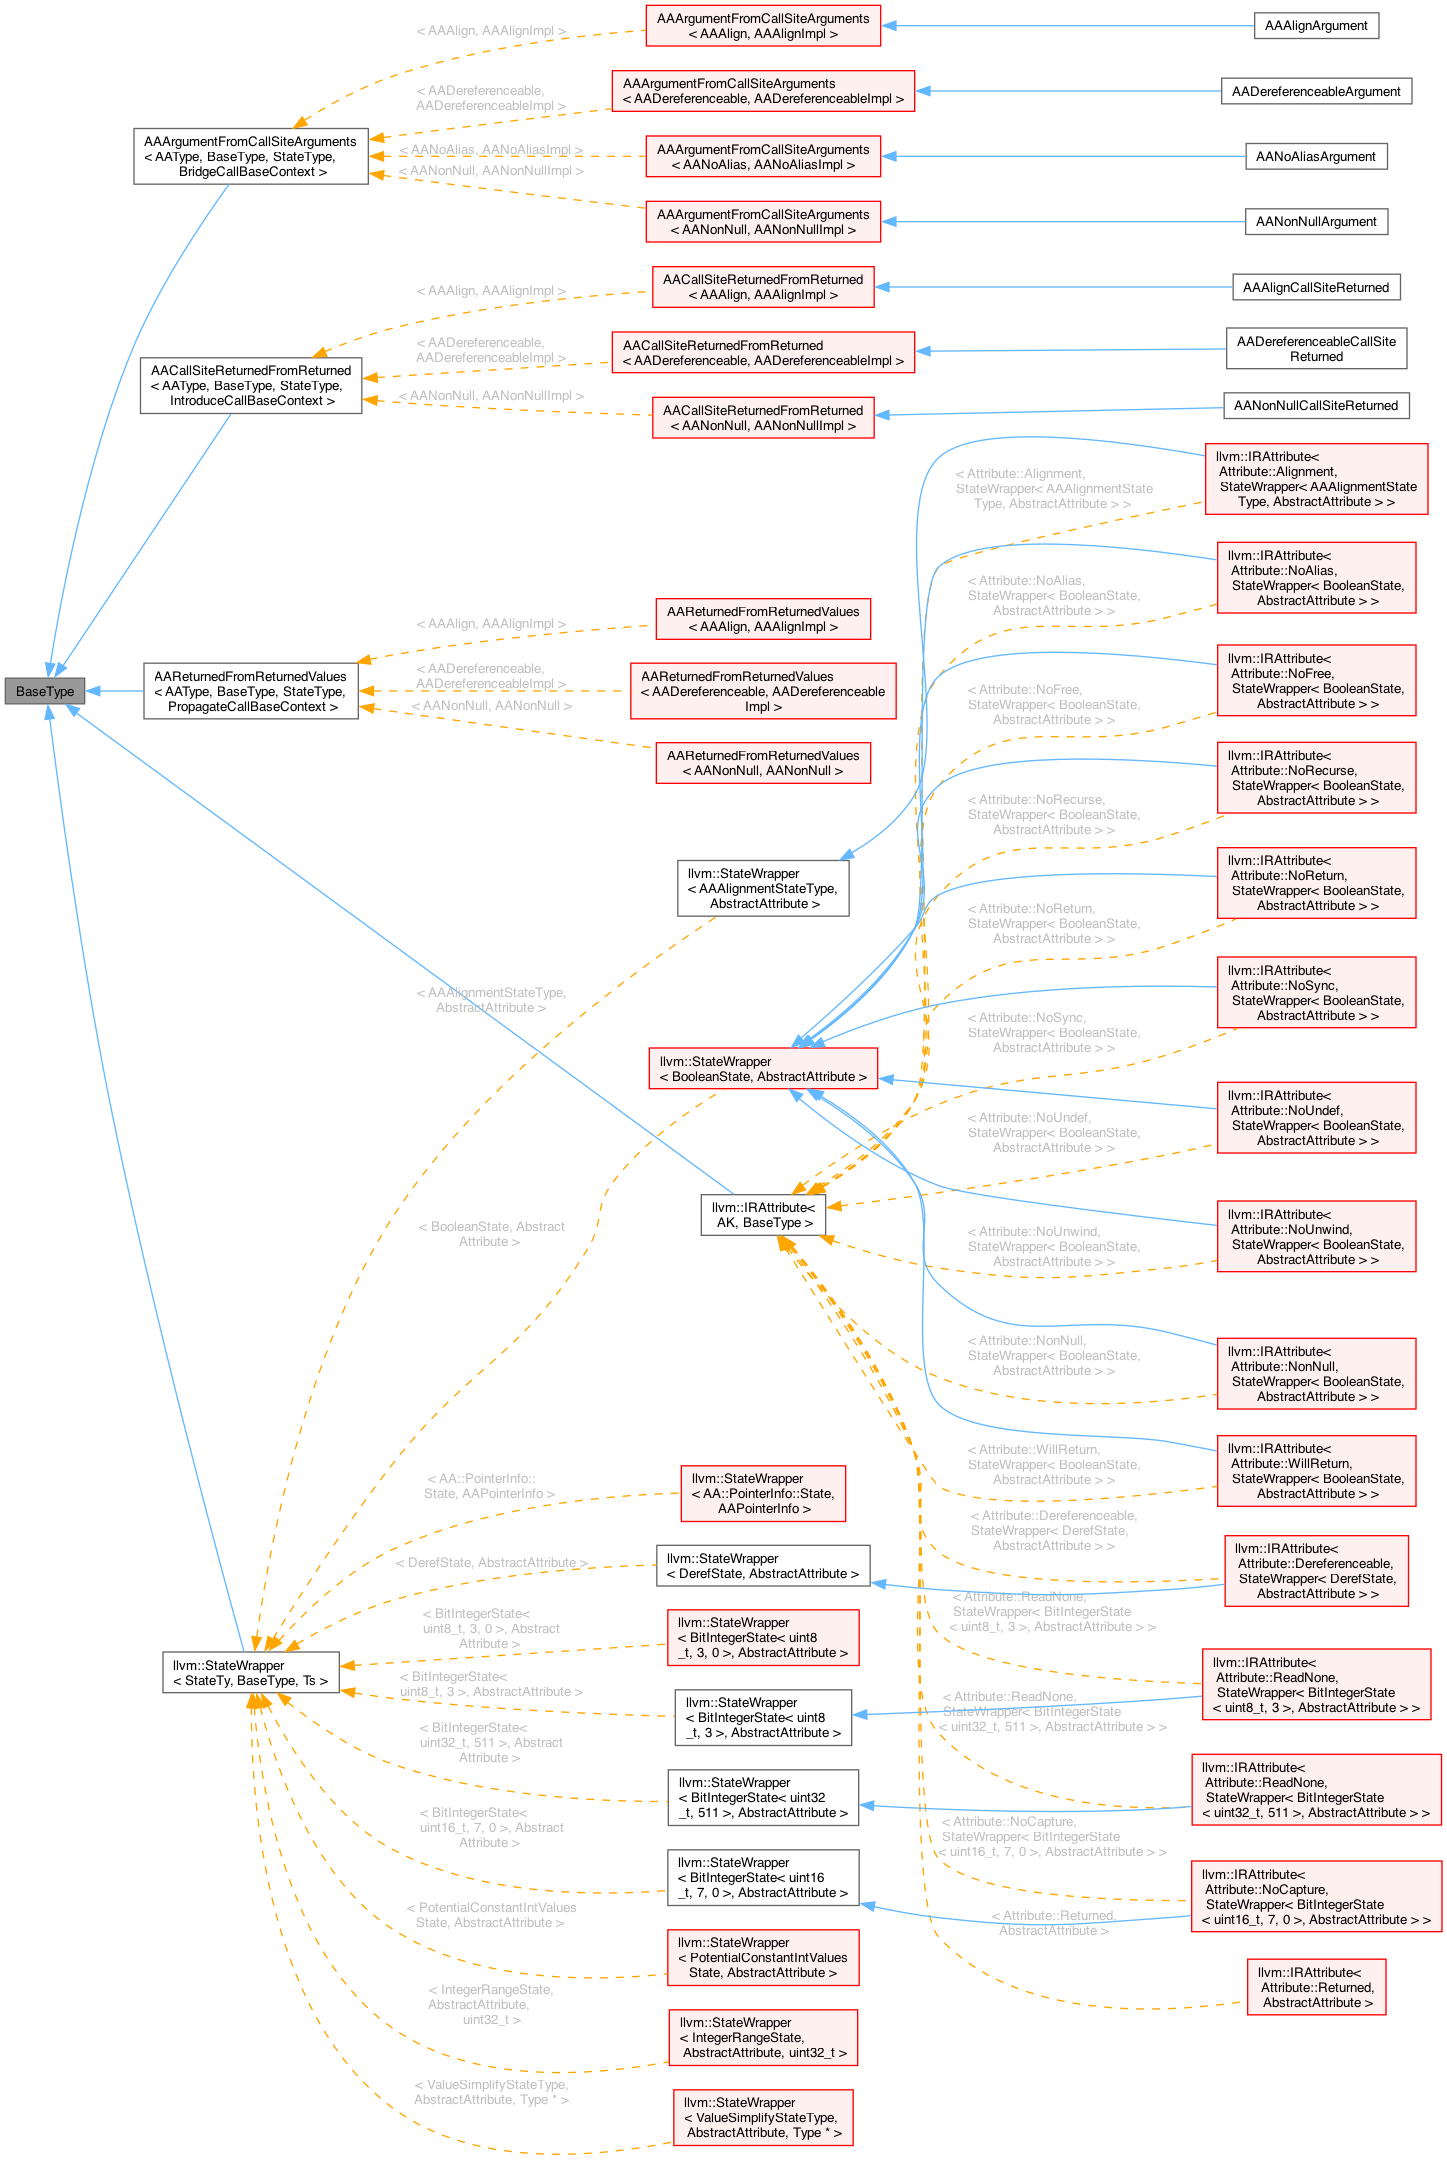 BaseType
AAArgumentFromCallSiteArguments
< AAType, BaseType, StateType,
BridgeCallBaseContext >
AACallSiteReturnedFromReturned
< AAType, BaseType, StateType,
IntroduceCallBaseContext >
AAReturnedFromReturnedValues
< AAType, BaseType, StateType,
PropagateCallBaseContext >
llvm::StateWrapper
< StateTy, BaseType, Ts >
< AAAlign, AAAlignImpl >
< AADereferenceable,
AADereferenceableImpl >
< AANoAlias, AANoAliasImpl >
< AANonNull, AANonNullImpl >
< AAAlign, AAAlignImpl >
< AADereferenceable,
AADereferenceableImpl >
< AANonNull, AANonNullImpl >
< AAAlign, AAAlignImpl >
< AADereferenceable,
AADereferenceableImpl >
< AANonNull, AANonNull >
< AAAlignmentStateType,
AbstractAttribute >
< BooleanState, Abstract
Attribute >
< AA::PointerInfo::
State, AAPointerInfo >
< DerefState, AbstractAttribute >
< BitIntegerState<
uint8_t, 3, 0 >, Abstract
Attribute >
< BitIntegerState<
uint8_t, 3 >, AbstractAttribute >
< BitIntegerState<
uint32_t, 511 >, Abstract
Attribute >
< BitIntegerState<
uint16_t, 7, 0 >, Abstract
Attribute >
< PotentialConstantIntValues
State, AbstractAttribute >
< IntegerRangeState,
AbstractAttribute,
uint32_t >
< ValueSimplifyStateType,
AbstractAttribute, Type * >
AAArgumentFromCallSiteArguments
< AAAlign, AAAlignImpl >
AAArgumentFromCallSiteArguments
< AADereferenceable, AADereferenceableImpl >
AAArgumentFromCallSiteArguments
< AANoAlias, AANoAliasImpl >
AAArgumentFromCallSiteArguments
< AANonNull, AANonNullImpl >
AACallSiteReturnedFromReturned
< AAAlign, AAAlignImpl >
AACallSiteReturnedFromReturned
< AADereferenceable, AADereferenceableImpl >
AACallSiteReturnedFromReturned
< AANonNull, AANonNullImpl >
AAReturnedFromReturnedValues
< AAAlign, AAAlignImpl >
AAReturnedFromReturnedValues
< AADereferenceable, AADereferenceable
Impl >
AAReturnedFromReturnedValues
< AANonNull, AANonNull >
llvm::StateWrapper
< AAAlignmentStateType,
AbstractAttribute >
llvm::StateWrapper
< BooleanState, AbstractAttribute >
llvm::IRAttribute<
AK, BaseType >
llvm::StateWrapper
< AA::PointerInfo::State,
AAPointerInfo >
llvm::StateWrapper
< DerefState, AbstractAttribute >
llvm::StateWrapper
< BitIntegerState< uint8
_t, 3, 0 >, AbstractAttribute >
llvm::StateWrapper
< BitIntegerState< uint8
_t, 3 >, AbstractAttribute >
llvm::StateWrapper
< BitIntegerState< uint32
_t, 511 >, AbstractAttribute >
llvm::StateWrapper
< BitIntegerState< uint16
_t, 7, 0 >, AbstractAttribute >
llvm::StateWrapper
< PotentialConstantIntValues
State, AbstractAttribute >
llvm::StateWrapper
< IntegerRangeState,
AbstractAttribute, uint32_t >
llvm::StateWrapper
< ValueSimplifyStateType,
AbstractAttribute, Type * >
< Attribute::Alignment,
StateWrapper< AAAlignmentState
Type, AbstractAttribute > >
< Attribute::NoAlias,
StateWrapper< BooleanState,
AbstractAttribute > >
< Attribute::NoFree,
StateWrapper< BooleanState,
AbstractAttribute > >
< Attribute::NoRecurse,
StateWrapper< BooleanState,
AbstractAttribute > >
< Attribute::NoReturn,
StateWrapper< BooleanState,
AbstractAttribute > >
< Attribute::NoSync,
StateWrapper< BooleanState,
AbstractAttribute > >
< Attribute::NoUndef,
StateWrapper< BooleanState,
AbstractAttribute > >
< Attribute::NoUnwind,
StateWrapper< BooleanState,
AbstractAttribute > >
< Attribute::NonNull,
StateWrapper< BooleanState,
AbstractAttribute > >
< Attribute::WillReturn,
StateWrapper< BooleanState,
AbstractAttribute > >
< Attribute::Dereferenceable,
StateWrapper< DerefState,
AbstractAttribute > >
< Attribute::ReadNone,
StateWrapper< BitIntegerState
< uint8_t, 3 >, AbstractAttribute > >
< Attribute::ReadNone,
StateWrapper< BitIntegerState
< uint32_t, 511 >, AbstractAttribute > >
< Attribute::NoCapture,
StateWrapper< BitIntegerState
< uint16_t, 7, 0 >, AbstractAttribute > >
< Attribute::Returned,
AbstractAttribute >
AAAlignArgument
AADereferenceableArgument
AANoAliasArgument
AANonNullArgument
AAAlignCallSiteReturned
AADereferenceableCallSite
Returned
AANonNullCallSiteReturned
llvm::IRAttribute<
Attribute::Alignment,
StateWrapper< AAAlignmentState
Type, AbstractAttribute > >
llvm::IRAttribute<
Attribute::NoAlias,
StateWrapper< BooleanState,
AbstractAttribute > >
llvm::IRAttribute<
Attribute::NoFree,
StateWrapper< BooleanState,
AbstractAttribute > >
llvm::IRAttribute<
Attribute::NoRecurse,
StateWrapper< BooleanState,
AbstractAttribute > >
llvm::IRAttribute<
Attribute::NoReturn,
StateWrapper< BooleanState,
AbstractAttribute > >
llvm::IRAttribute<
Attribute::NoSync,
StateWrapper< BooleanState,
AbstractAttribute > >
llvm::IRAttribute<
Attribute::NoUndef,
StateWrapper< BooleanState,
AbstractAttribute > >
llvm::IRAttribute<
Attribute::NoUnwind,
StateWrapper< BooleanState,
AbstractAttribute > >
llvm::IRAttribute<
Attribute::NonNull,
StateWrapper< BooleanState,
AbstractAttribute > >
llvm::IRAttribute<
Attribute::WillReturn,
StateWrapper< BooleanState,
AbstractAttribute > >
llvm::IRAttribute<
Attribute::Dereferenceable,
StateWrapper< DerefState,
AbstractAttribute > >
llvm::IRAttribute<
Attribute::ReadNone,
StateWrapper< BitIntegerState
< uint8_t, 3 >, AbstractAttribute > >
llvm::IRAttribute<
Attribute::ReadNone,
StateWrapper< BitIntegerState
< uint32_t, 511 >, AbstractAttribute > >
llvm::IRAttribute<
Attribute::NoCapture,
StateWrapper< BitIntegerState
< uint16_t, 7, 0 >, AbstractAttribute > >
llvm::IRAttribute<
Attribute::Returned,
AbstractAttribute >